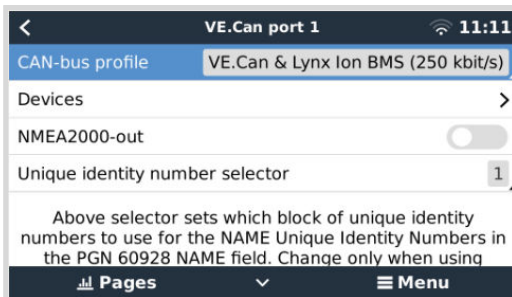 VE.Can port 1 11:11
CAN-bus profile VE.Can & Lynx Ion BMS (250 kbit/s)
Devices
NMEA2000-out
Unique identity number selector 1
Above selector sets which block of unique identity
numbers to use for the NAME Unique Identity Numbers in
the PGN 60928 NAME field. Change only when using
Pages Menu